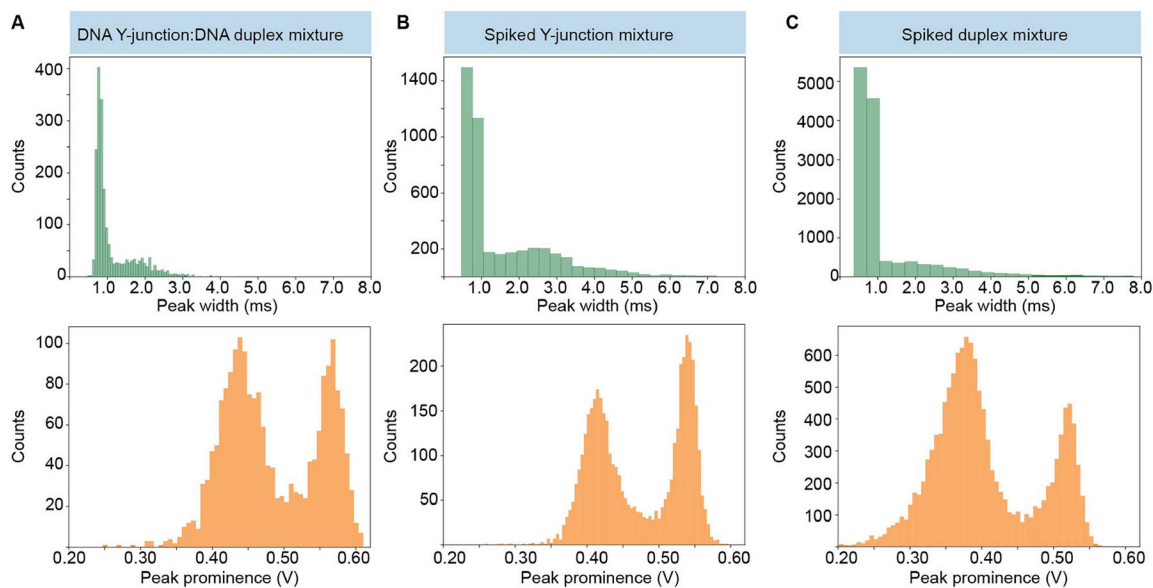 A
DNA Y-junction:DNA duplex mixture
400
300
200
100
0
Counts
1.0 2.0 3.0 4.0 5.0 6.0 7.0 8.0
Peak width (ms)
100
80
60
40
20
Counts
0.20 0.40 0.50 0.60
Peak prominence (V)
B
Spiked Y-junction mixture
1400
1000
600
200
Counts
1.0 2.0 3.0 4.0 5.0 6.0 7.0 8.0
Peak width (ms)
200
150
100
50
Counts
0.20 0.40 0.50 0.60
Peak prominence (V)
C
Spiked duplex mixture
5000
4000
3000
2000
1000
0
Counts
1.0 2.0 3.0 4.0 5.0 6.0 7.0 8.0
Peak width (ms)
600
500
400
300
200
100
Counts
0.20 0.30 0.40 0.50 0.60
Peak prominence (V)